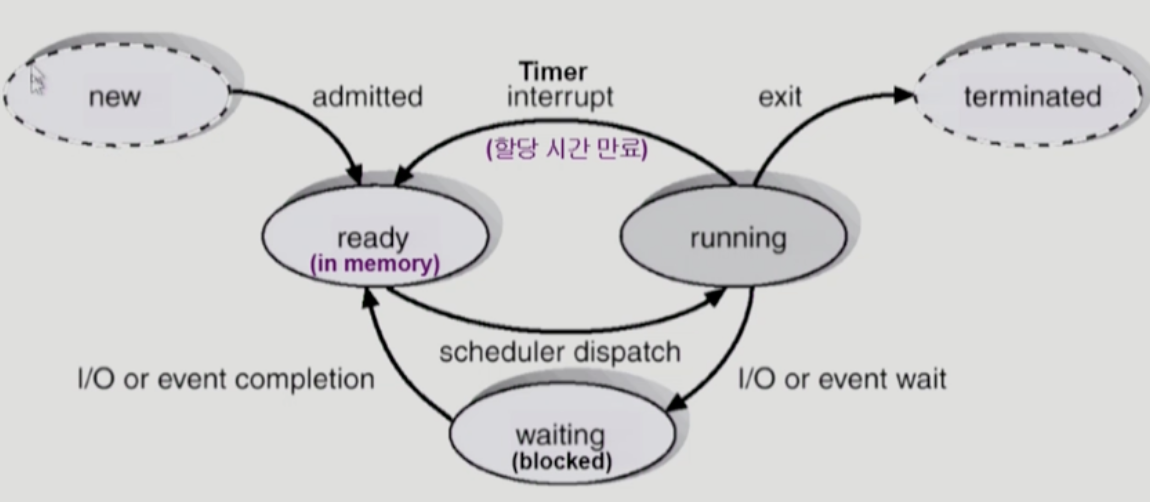 new
admitted
Timer
interrupt
(할당 시간 만료)
exit
terminated
ready
(in memory)
running
scheduler dispatch
I/O or event completion
I/O or event wait
waiting
(blocked)